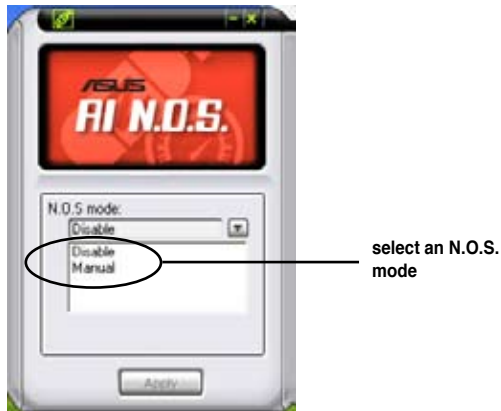 ASUS
AI N.O.S.
N.O.S mode:
Disable
Disable
Manual
select an N.O.S.
mode
Apply